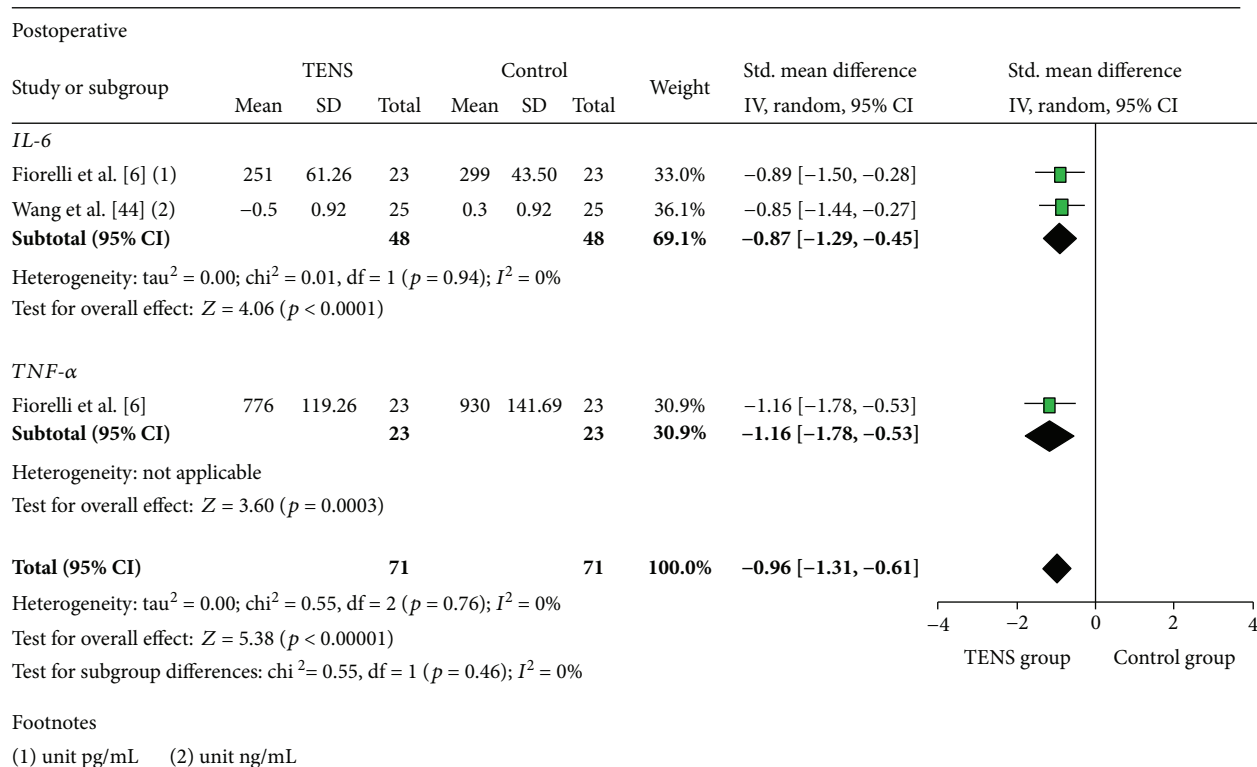 Postoperative
Study or subgroup TENS Control Weight Std. mean difference Std. mean difference
Mean SD Total Mean SD Total IV, random, 95% CI IV, random, 95% CI
IL-6
Fiorelli et al. [6] (1) 251 61.26 23 299 43.50 23 33.0% −0.89 [−1.50, −0.28]
Wang et al. [44] (2) −0.5 0.92 25 0.3 0.92 25 36.1% −0.85 [−1.44, −0.27]
Subtotal (95% CI) 48 48 69.1% −0.87 [−1.29, −0.45]
Heterogeneity: tau² = 0.00; chi² = 0.01, df = 1 (p = 0.94); I² = 0%
Test for overall effect: Z = 4.06 (p < 0.0001)
TNF-α
Fiorelli et al. [6] 776 119.26 23 930 141.69 23 30.9% −1.16 [−1.78, −0.53]
Subtotal (95% CI) 23 23 30.9% −1.16 [−1.78, −0.53]
Heterogeneity: not applicable
Test for overall effect: Z = 3.60 (p = 0.0003)
Total (95% CI) 71 71 100.0% −0.96 [−1.31, −0.61]
Heterogeneity: tau² = 0.00; chi² = 0.55, df = 2 (p = 0.76); I² = 0%
Test for overall effect: Z = 5.38 (p < 0.00001)
Test for subgroup differences: chi ²= 0.55, df = 1 (p = 0.46); I² = 0%
−4 −2 0 2 4
TENS group Control group
Footnotes
(1) unit pg/mL (2) unit ng/mL